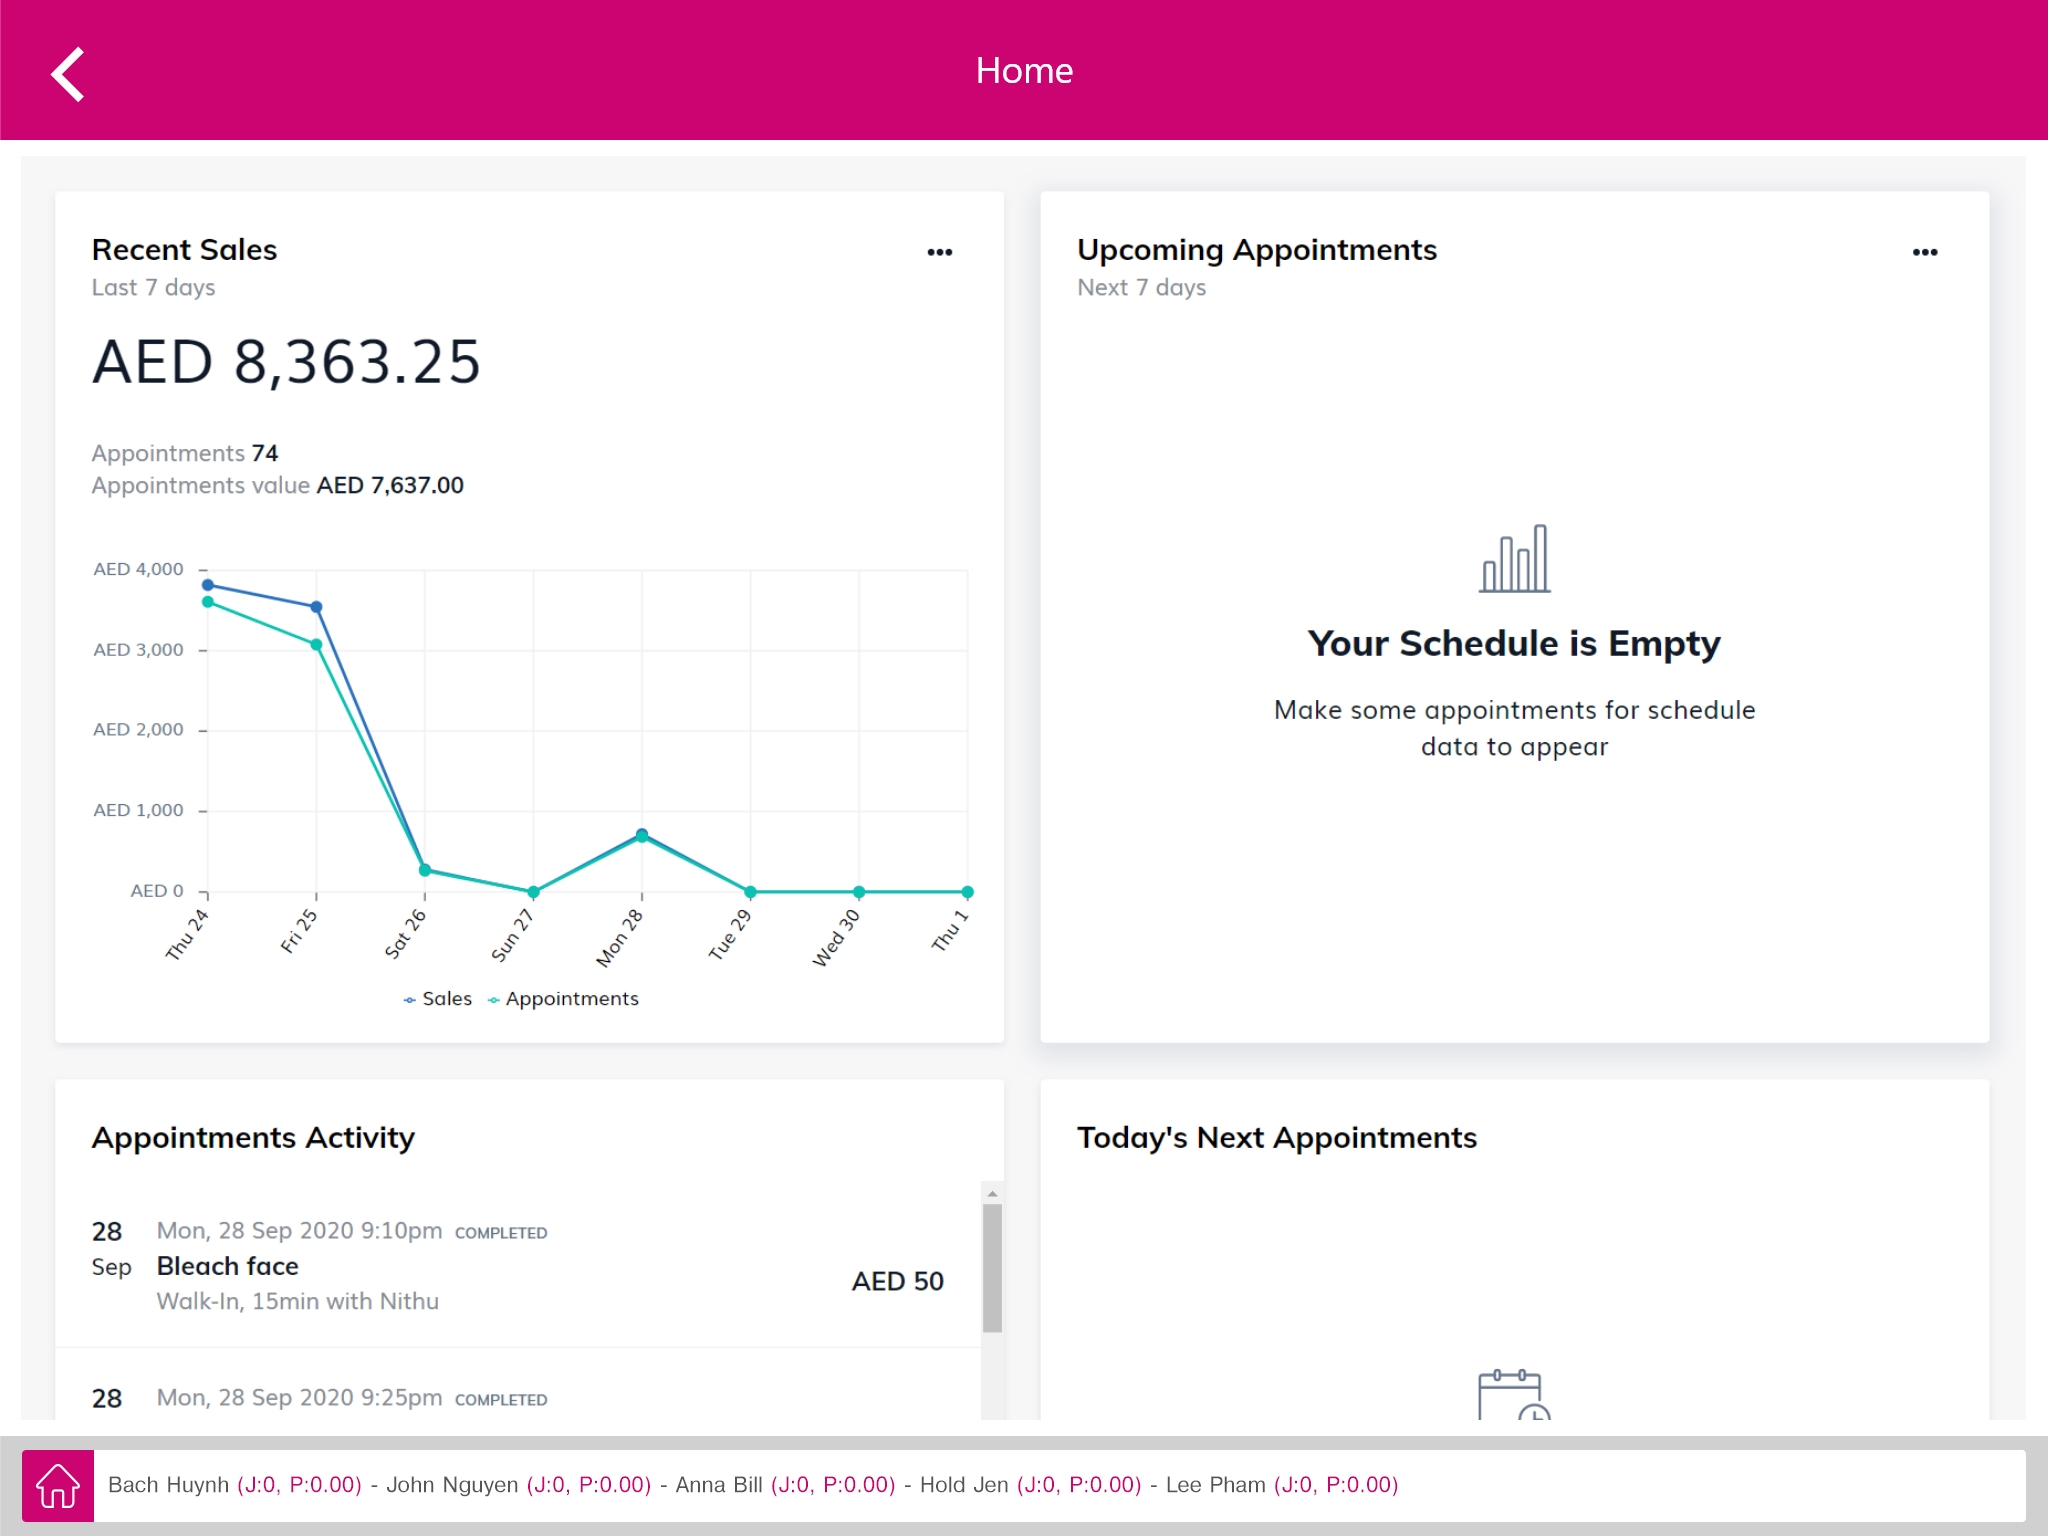 Home
Recent Sales
Last 7 days
AED 8,363.25
Appointments 74
Appointments value AED 7,637.00
AED 4,000
AED 3,000
AED 2,000
AED 1,000
AED 0
Thu 24
Fri 25
Sat 26
Sun 27
Mon 28
Tue 29
Wed 30
Thu 1
Sales Appointments
Upcoming Appointments
Next 7 days
Your Schedule is Empty
Make some appointments for schedule
data to appear
Appointments Activity
28 Mon, 28 Sep 2020 9:10pm COMPLETED
Sep Bleach face
AED 50
Walk-In, 15min with Nithu
28 Mon, 28 Sep 2020 9:25pm COMPLETED
Today's Next Appointments
Bach Huynh (J:0, P:0.00) - John Nguyen (J:0, P:0.00) - Anna Bill (J:0, P:0.00) - Hold Jen (J:0, P:0.00) - Lee Pham (J:0, P:0.00)